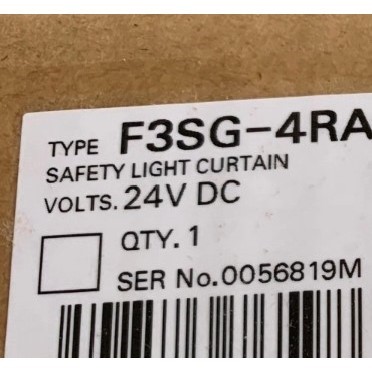 TYPE F3SG-4RA
SAFETY LIGHT CURTAIN
VOLTS. 24V DC
QTY. 1
SER No.0056819M